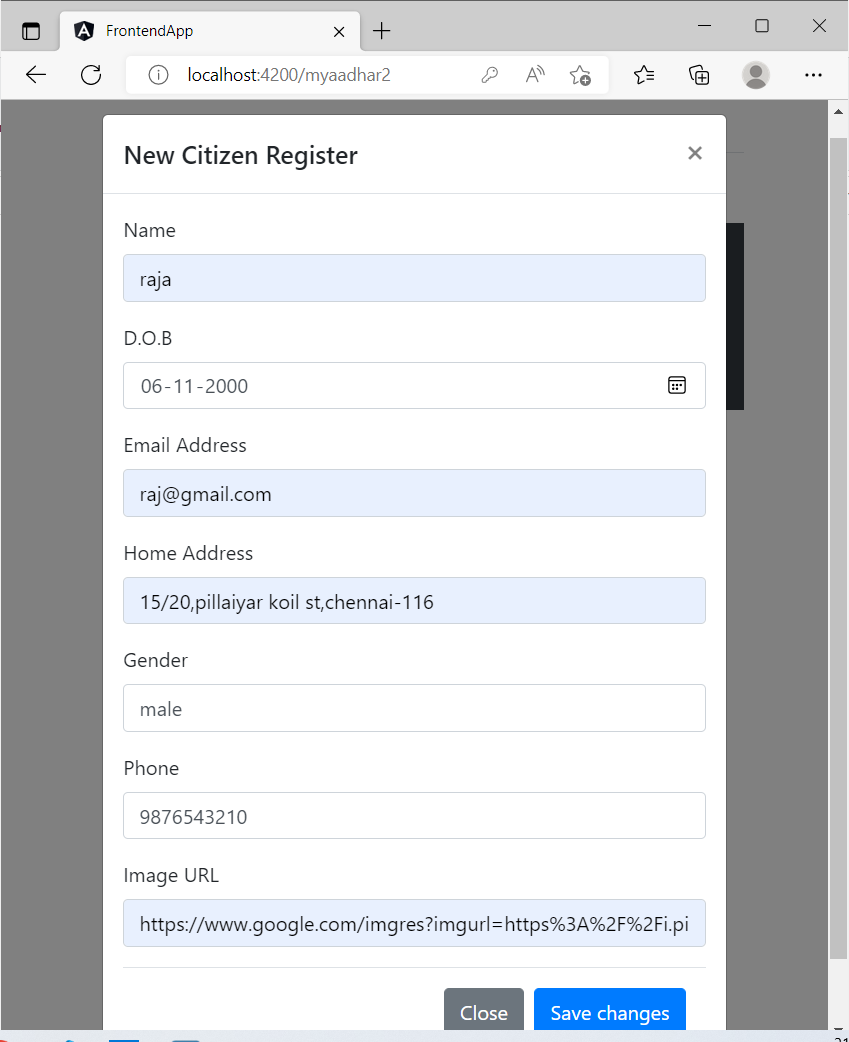 FrontendApp
localhost:4200/myaadhar2
New Citizen Register
Name
raja
D.O.B
06-11-2000
Email Address
raj@gmail.com
Home Address
15/20,pillaiyar koil st,chennai-116
Gender
male
Phone
9876543210
Image URL
https://www.google.com/imgres?imgurl=https%3A%2F%2Fi.pi
Close Save changes